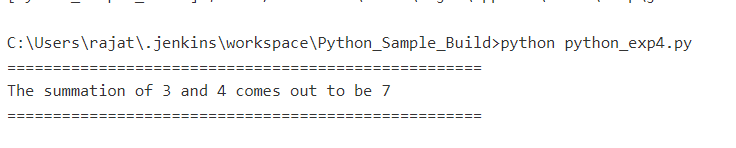 C:\Users\rajat\.jenkins\workspace\Python_Sample_Build>python python_exp4.py
====================================================
The summation of 3 and 4 comes out to be 7
====================================================